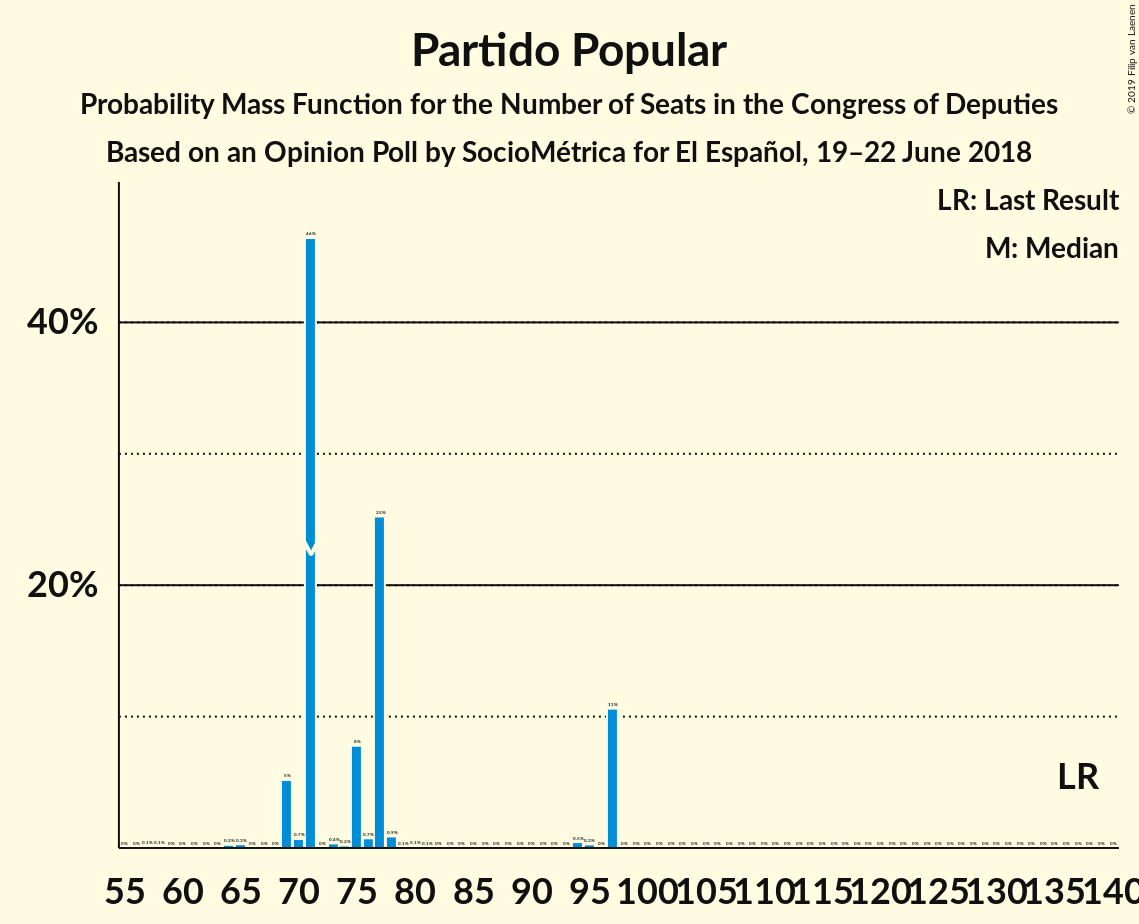 Partido Popular
Probability Mass Function for the Number of Seats in the Congress of Deputies
Based on an Opinion Poll by SocioMétrica for El Español, 19–22 June 2018
© 2019 Filip van Laenen
LR: Last Result
M: Median
40%
20%
46%
25%
11%
8%
5%
M
LR
55 60 65 70 75 80 85 90 95 100 105 110 115 120 125 130 135 140